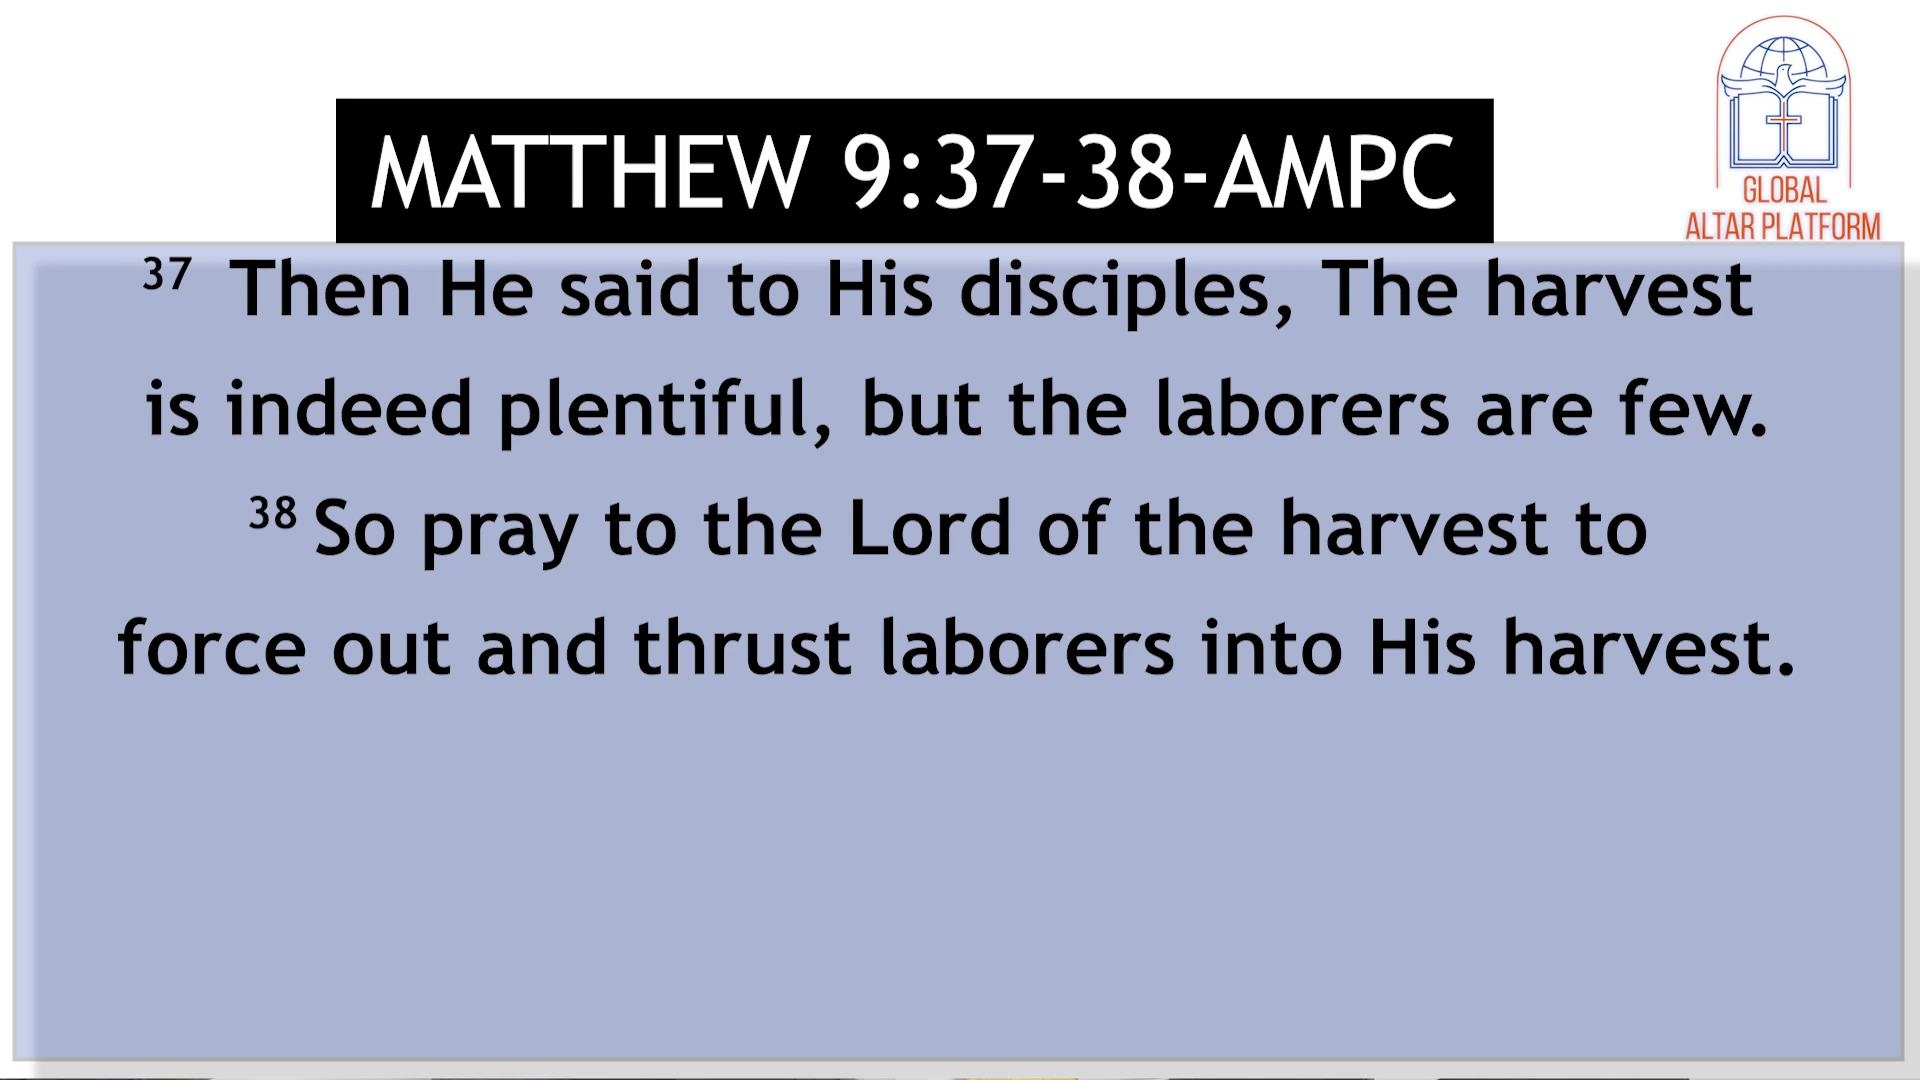 GLOBAL
ALTAR PLATFORM
MATTHEW 9:37-38-AMPC
37 Then He said to His disciples, The harvest
is indeed plentiful, but the laborers are few.
38 So pray to the Lord of the harvest to
force out and thrust laborers into His harvest.